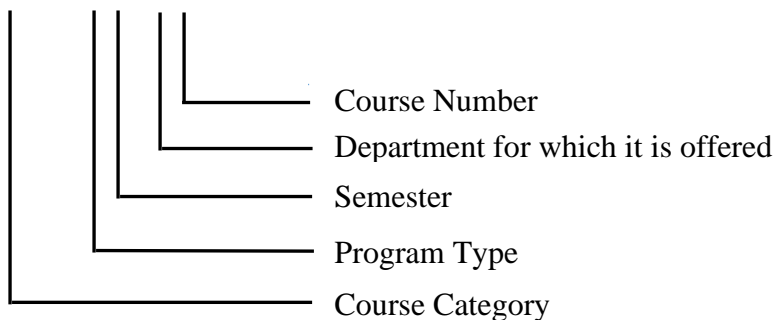 Course Number
Department for which it is offered
Semester
Program Type
Course Category